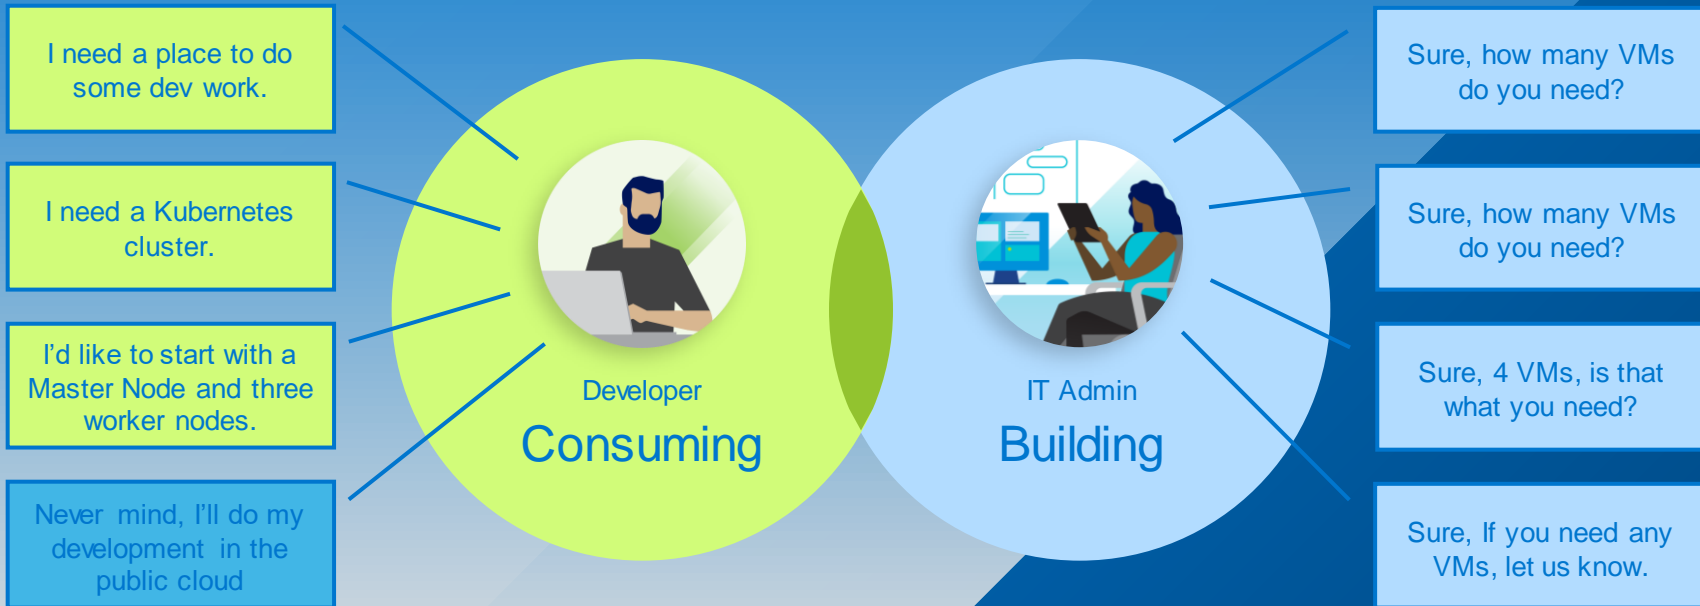 I need a place to do
some dev work.
I need a Kubernetes
cluster.
I'd like to start with a
Master Node and three
worker nodes.
Never mind, I'll do my
development in the
public cloud
Developer
Consuming
IT Admin
Building
Sure, how many VMs
do you need?
Sure, how many VMs
do you need?
Sure, 4 VMs, is that
what you need?
Sure, If you need any
VMs, let us know.